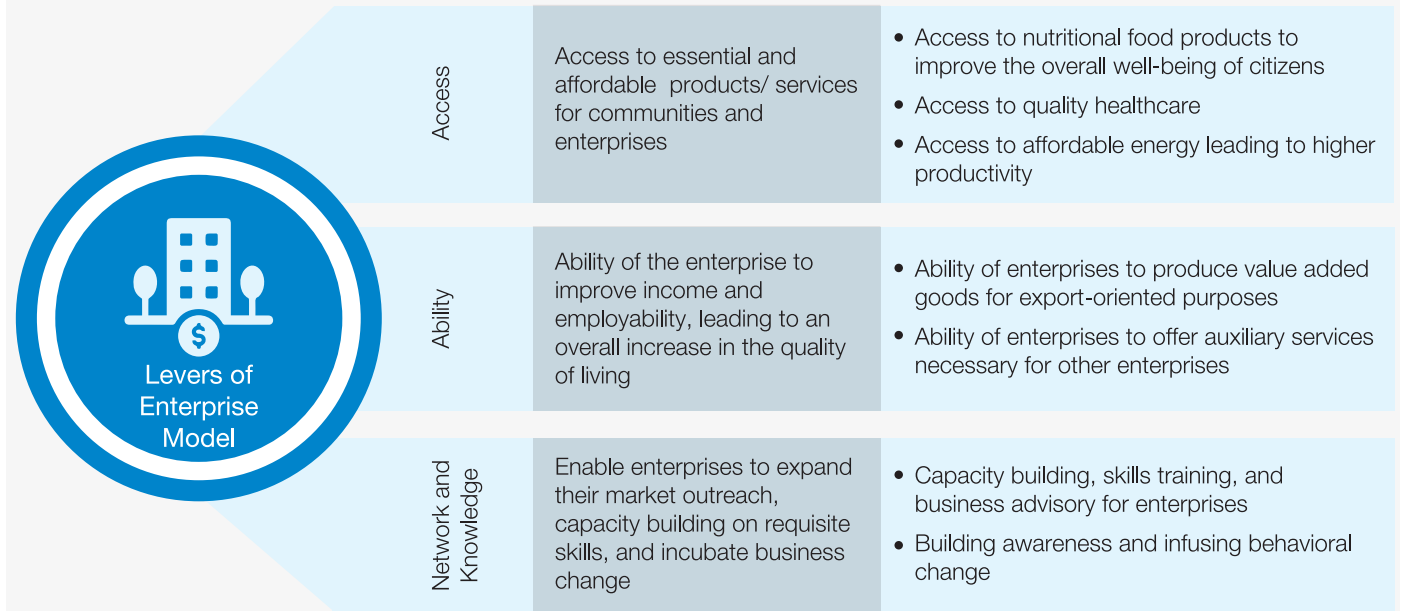 Levers of
Enterprise
Model
Access
Access to essential and
affordable products/ services
for communities and
enterprises
• Access to nutritional food products to
improve the overall well-being of citizens
• Access to quality healthcare
• Access to affordable energy leading to higher
productivity
Ability
Ability of the enterprise to
improve income and
employability, leading to an
overall increase in the quality
of living
• Ability of enterprises to produce value added
goods for export-oriented purposes
• Ability of enterprises to offer auxiliary services
necessary for other enterprises
Network and
Knowledge
Enable enterprises to expand
their market outreach,
capacity building on requisite
skills, and incubate business
change
• Capacity building, skills training, and
business advisory for enterprises
• Building awareness and infusing behavioral
change
$